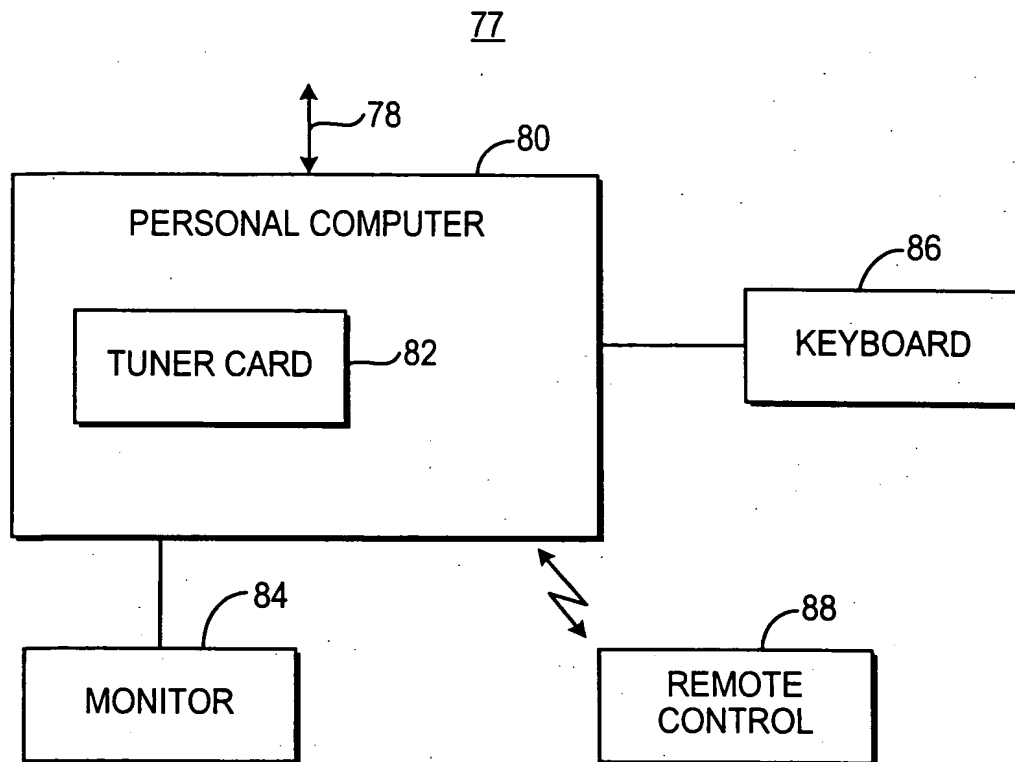 77
78
80
PERSONAL COMPUTER
86
KEYBOARD
TUNER CARD
82
84
MONITOR
88
REMOTE
CONTROL